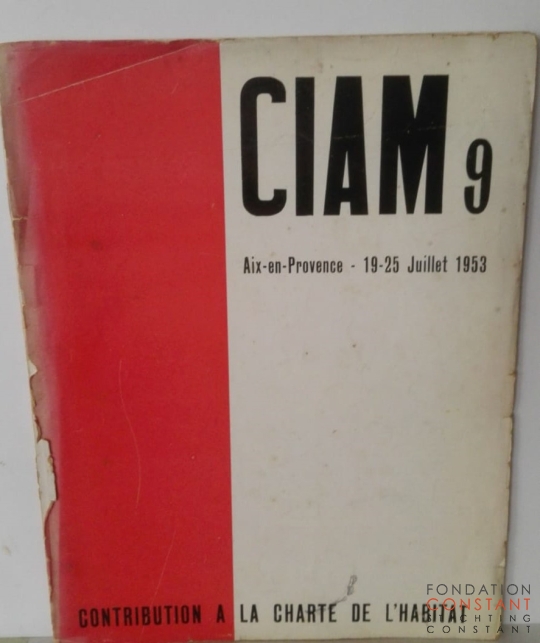 CIAM 9
Aix-en-Provence - 19-25 Juillet 1953
CONTRIBUTION A LA CHARTE DE L'HABITAT
FONDATION
CONSTANT
STICHTING
CONSTANT